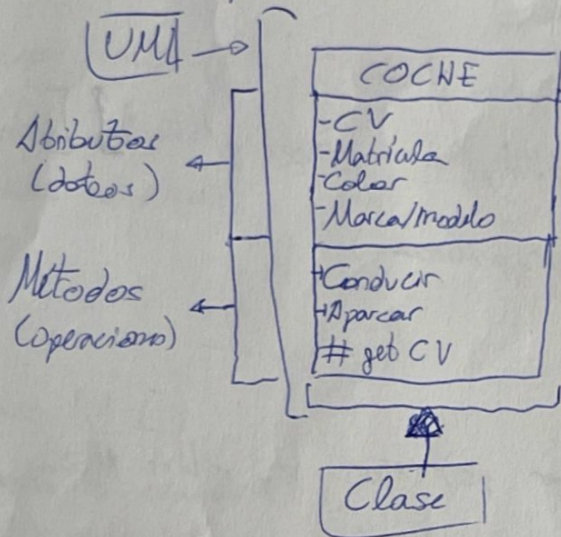 UML
COCHE
Atributos
(datos)
-CV
-Matrícula
-Color
-Marca/modelo
Métodos
(operaciones)
+Conducir
+Aparcar
# get CV
Clase